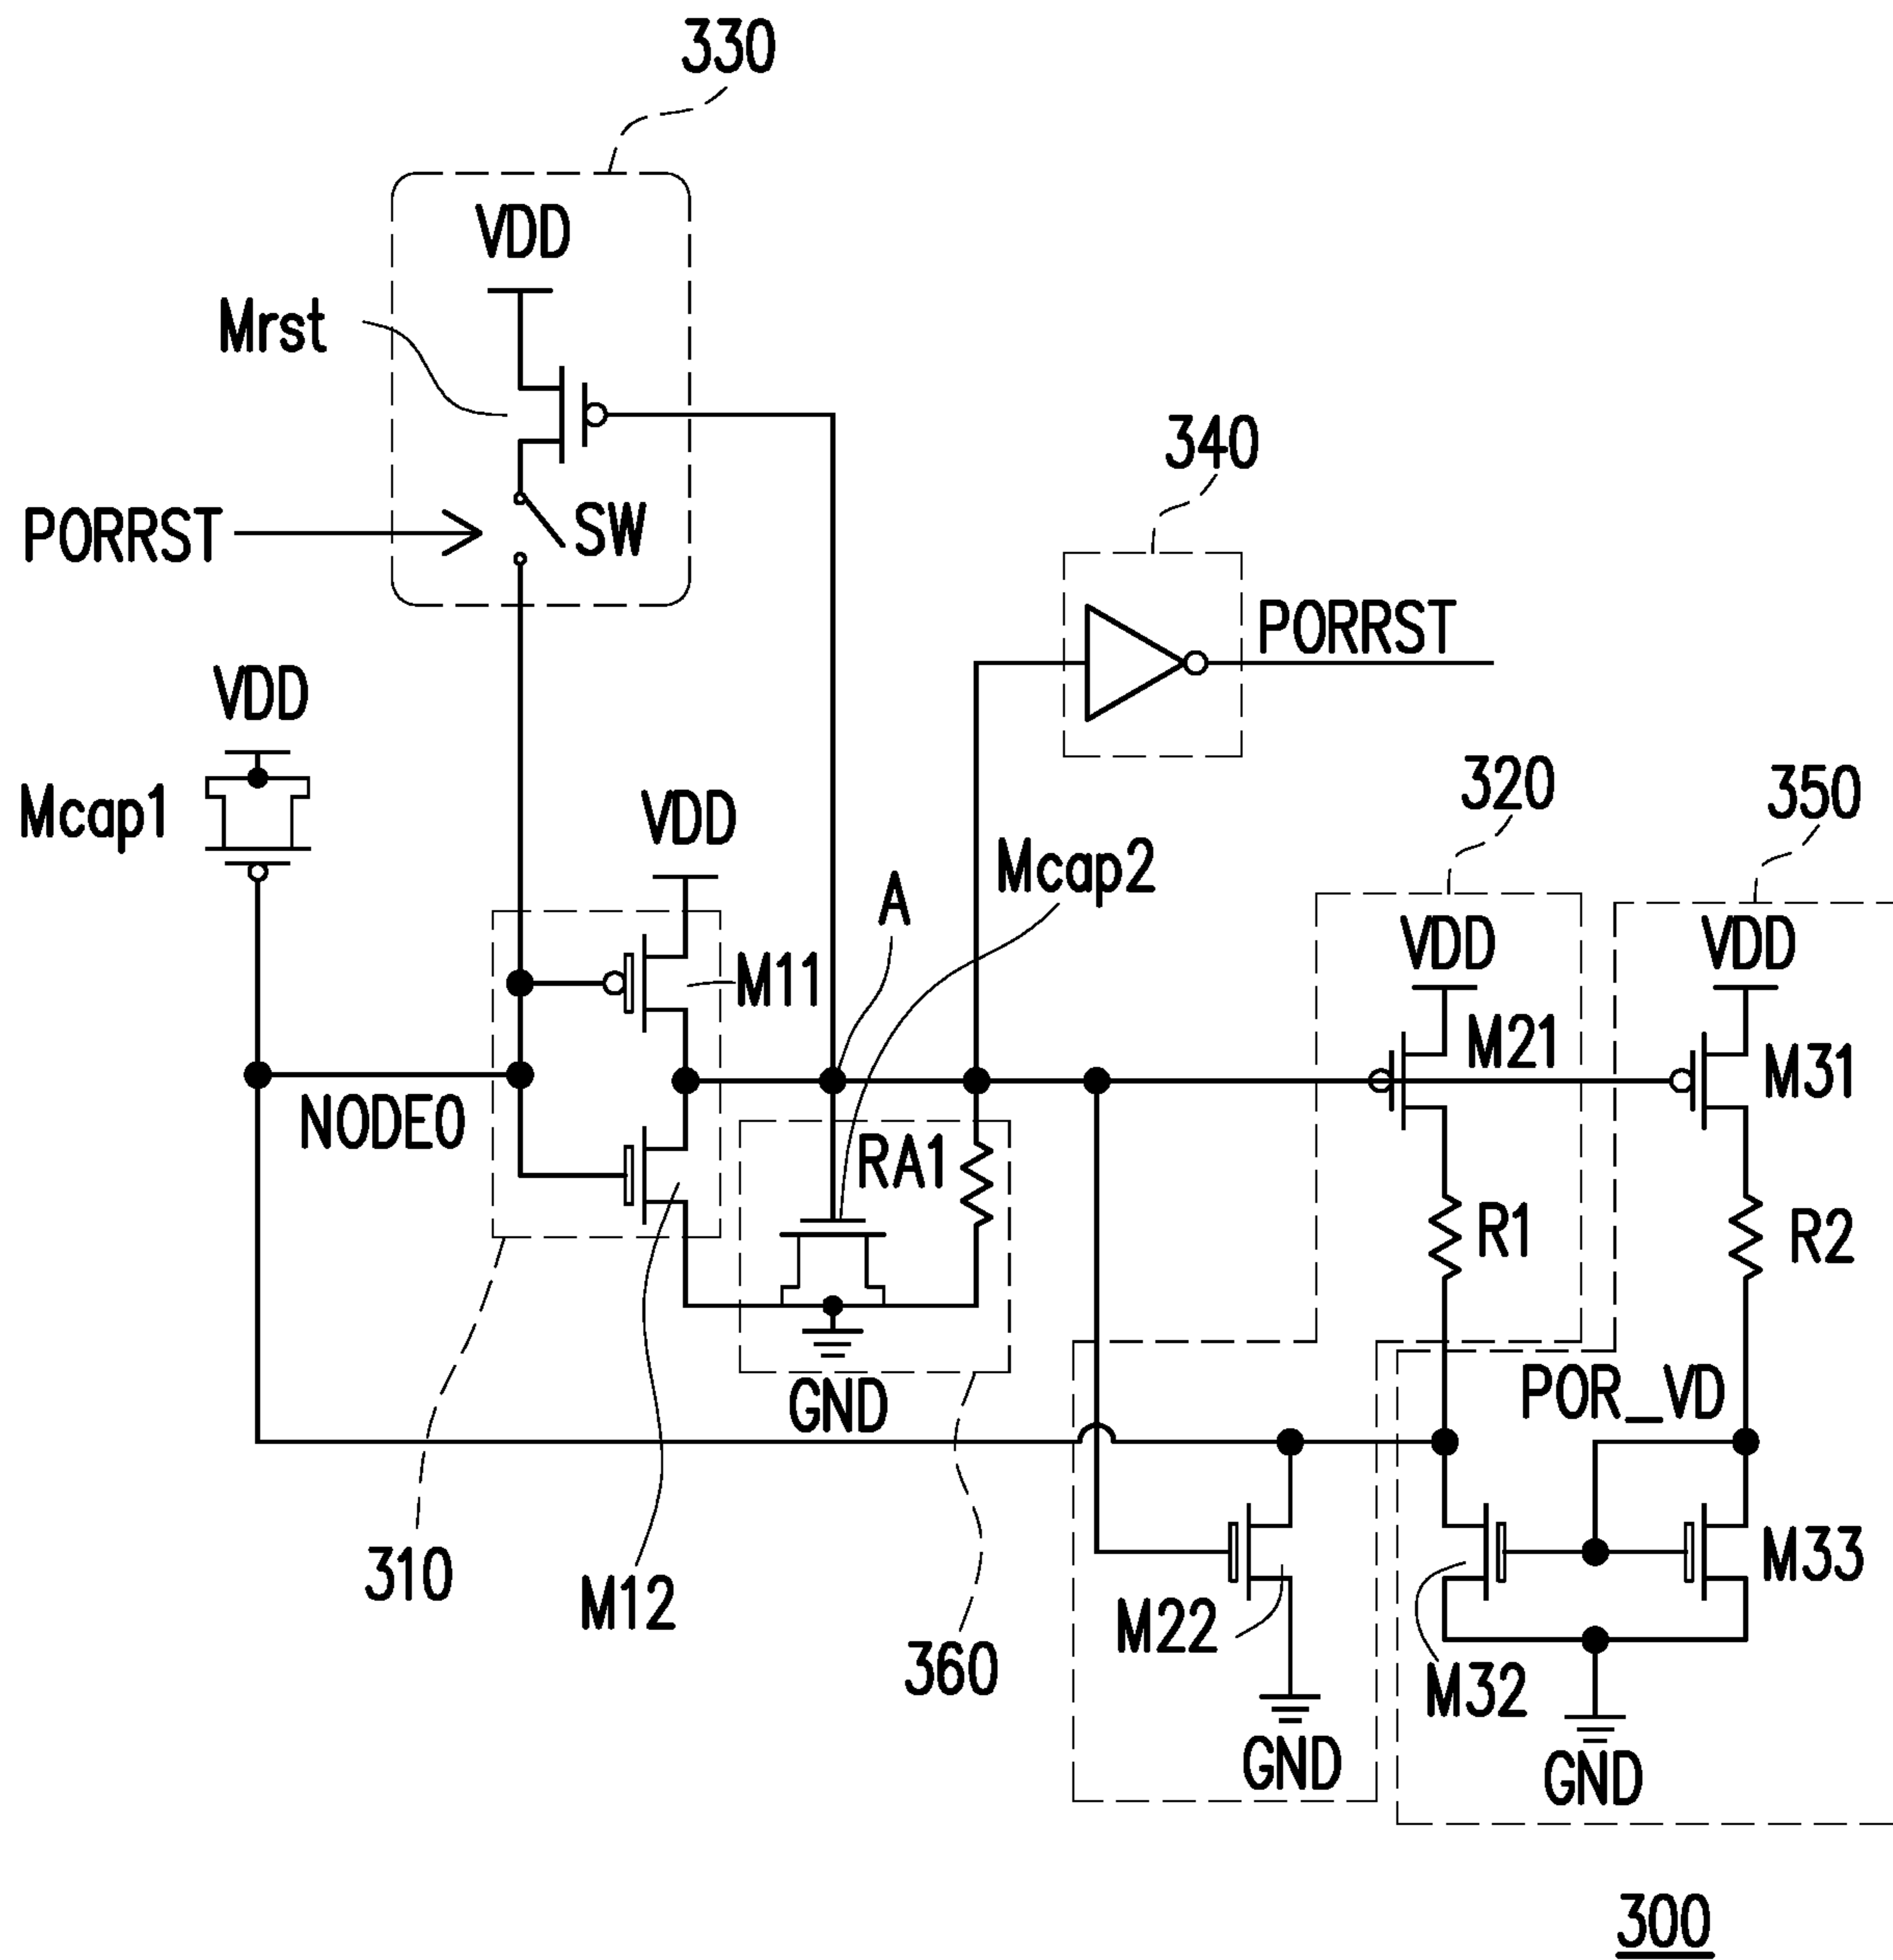 330
VDD
Mrst
340
PORRST
SW
PORRST
VDD
320
350
Mcap1
VDD
Mcap2
A
VDD
VDD
M11
M21
M31
NODE0
RA1
R1
R2
POR_VD
GND
310
M12
M22
M33
360
M32
GND
GND
300